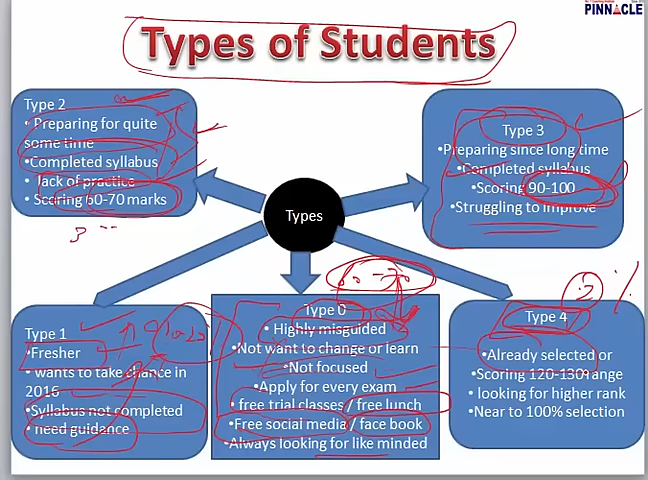 PINNACLE
Types of Students
Type 2
• Preparing for quite
some time
•Completed syllabus
• lack of practice
• Scoring 60-70 marks
Type 3
•Preparing since long time
•Completed syllabus
•Scoring 90-100
•Struggling to improve
Types
Type 1
•Fresher
• wants to take chance in
2016
•Syllabus not completed
• need guidance
Type 0
• Highly misguided
•Not want to change or learn
•Not focused
•Apply for every exam
• free trial classes / free lunch
•Free social media / face book
•Always looking for like minded
Type 4
•Already selected or
•Scoring 120-130range
• looking for higher rank
•Near to 100% selection